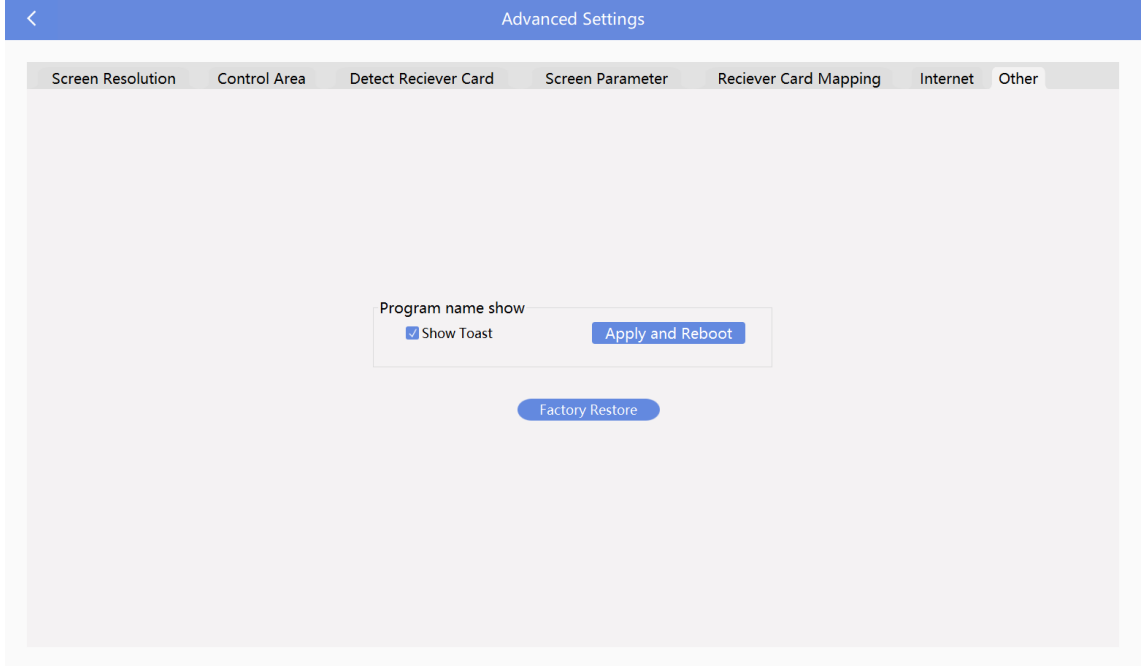 Advanced Settings
Screen Resolution Control Area Detect Reciever Card Screen Parameter Reciever Card Mapping Internet Other
Program name show
Show Toast Apply and Reboot
Factory Restore